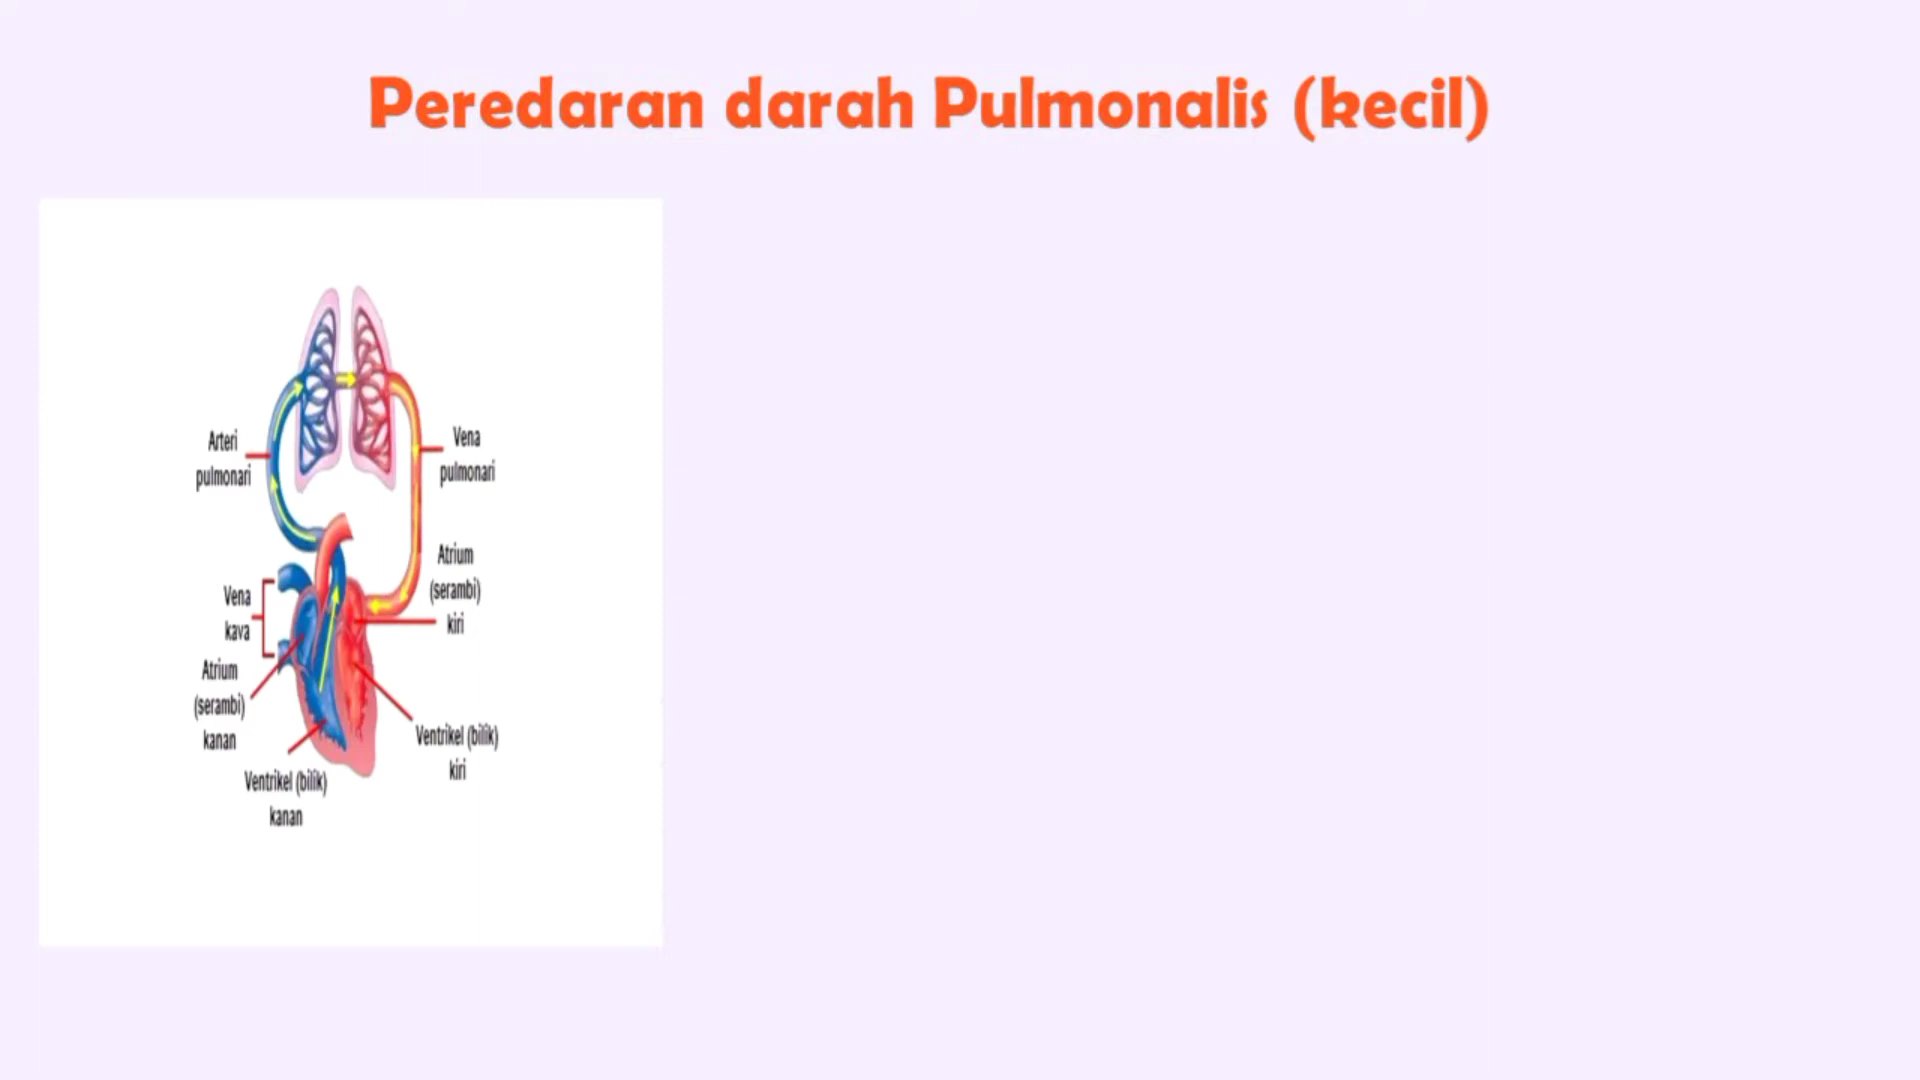 Peredaran darah Pulmonalis (kecil)
Arteri
pulmonari
Vena
pulmonari
Atrium
(serambi)
kiri
Vena
kava
Atrium
(serambi)
kanan
Ventrikel (bilik)
kiri
Ventrikel (bilik)
kanan